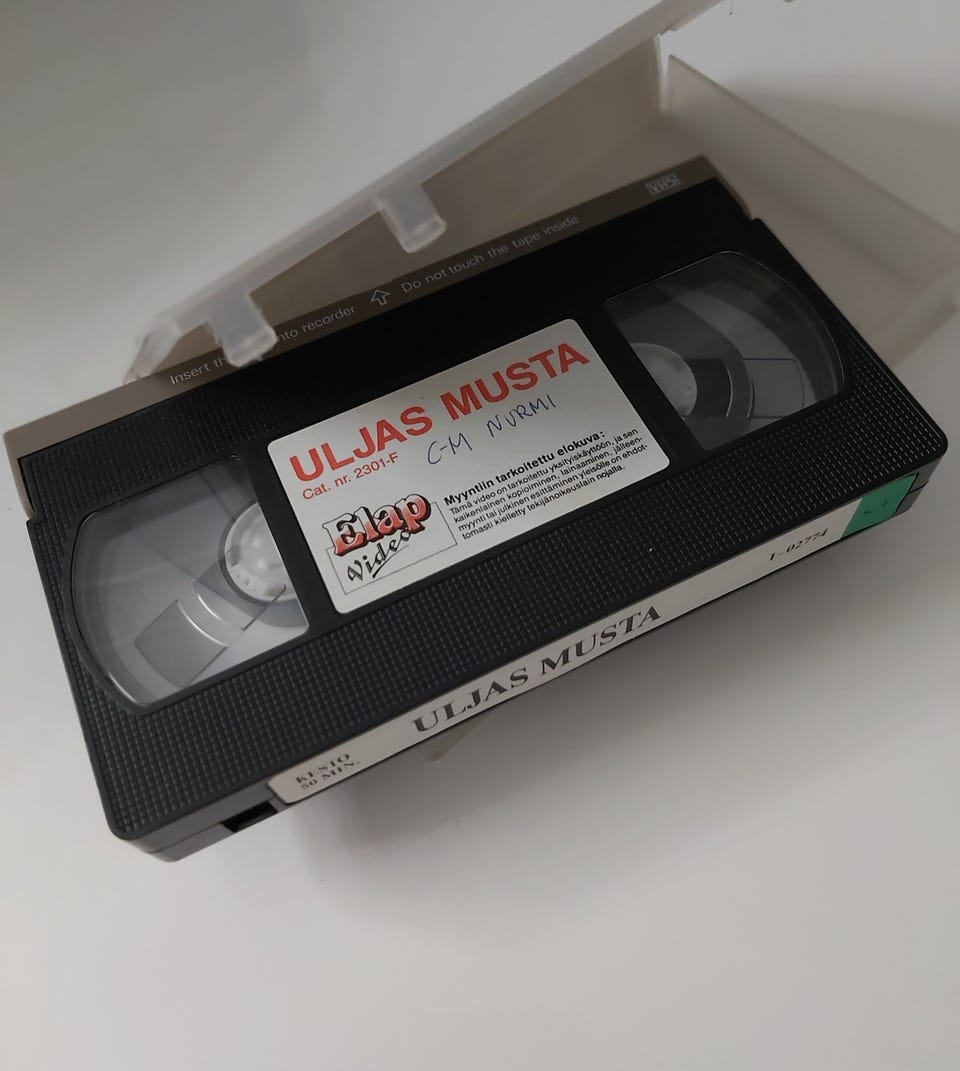 VHS
Insert th nto recorder Do not touch the tape inside
ULJAS MUSTA
C-M NURMI
Cat. nr. 2301-F
Elap
Video
Myyntiin tarkoitettu elokuva:
Tämä video on tarkoitettu yksityiskäyttöön, ja sen
kaikenlainen kopioiminen, lainaaminen, jälleen-
myynti tai julkinen esittäminen yleisölle on ehdot-
tomasti kielletty tekijänoikeuslain nojalla.
KESTO
50 MIN.
ULJAS MUSTA
1-02774